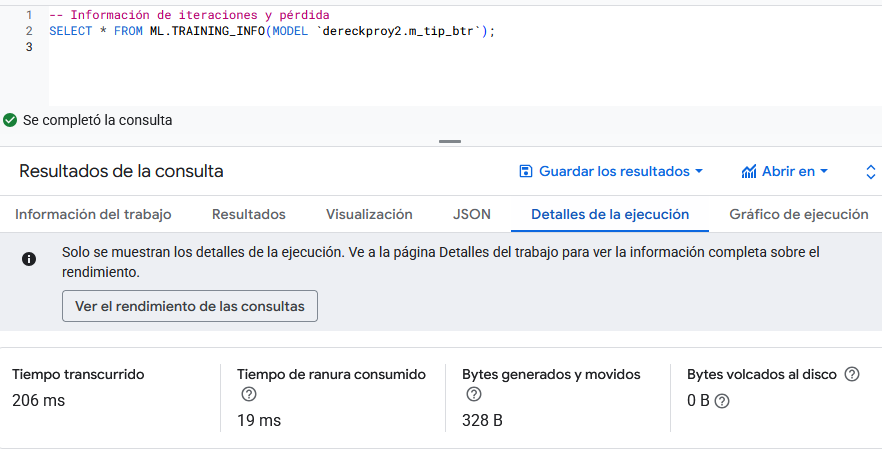 1 -- Información de iteraciones y pérdida
2 SELECT * FROM ML.TRAINING_INFO(MODEL `dereckproy2.m_tip_btr`);
3
Se completó la consulta
Resultados de la consulta Guardar los resultados Abrir en
Información del trabajo Resultados Visualización JSON Detalles de la ejecución Gráfico de ejecución
Solo se muestran los detalles de la ejecución. Ve a la página Detalles del trabajo para ver la información completa sobre el
rendimiento.
Ver el rendimiento de las consultas
Tiempo transcurrido Tiempo de ranura consumido Bytes generados y movidos Bytes volcados al disco
206 ms 19 ms 328 B 0 B